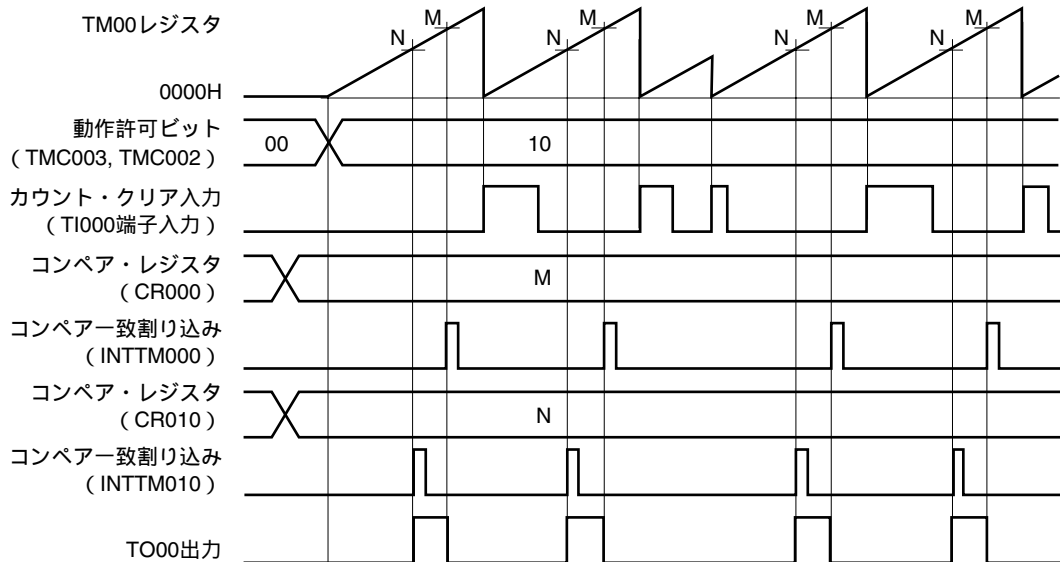 TM00レジスタ
M
N
M
N
M
N
M
N
0000H
動作許可ビット
（TMC003, TMC002）
00
10
カウント・クリア入力
（TI000端子入力）
コンペア・レジスタ
（CR000）
M
コンペア一致割り込み
（INTTM000）
コンペア・レジスタ
（CR010）
N
コンペア一致割り込み
（INTTM010）
TO00出力